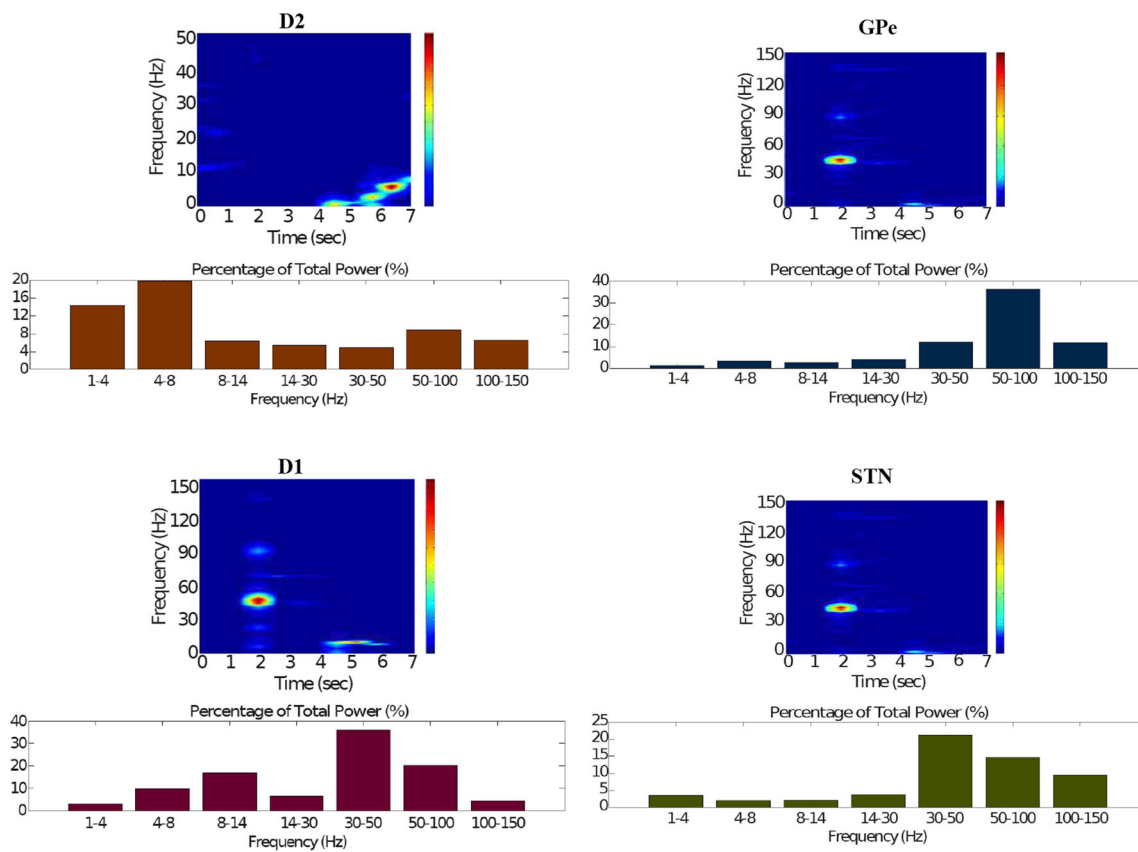 D2
50
40
30
20
10
0
Frequency (Hz)
0 1 2 3 4 5 6 7
Time (sec)
Percentage of Total Power (%)
20
16
12
8
4
0
1-4 4-8 8-14 14-30 30-50 50-100 100-150
Frequency (Hz)
GPe
150
120
90
60
30
0
Frequency (Hz)
0 1 2 3 4 5 6 7
Time (sec)
Percentage of Total Power (%)
40
30
20
10
0
1-4 4-8 8-14 14-30 30-50 50-100 100-150
Frequency (Hz)
D1
150
120
90
60
30
0
Frequency (Hz)
0 1 2 3 4 5 6 7
Time (sec)
Percentage of Total Power (%)
40
30
20
10
0
1-4 4-8 8-14 14-30 30-50 50-100 100-150
Frequency (Hz)
STN
150
120
90
60
30
0
Frequency (Hz)
0 1 2 3 4 5 6 7
Time (sec)
Percentage of Total Power (%)
25
20
15
10
5
0
1-4 4-8 8-14 14-30 30-50 50-100 100-150
Frequency (Hz)